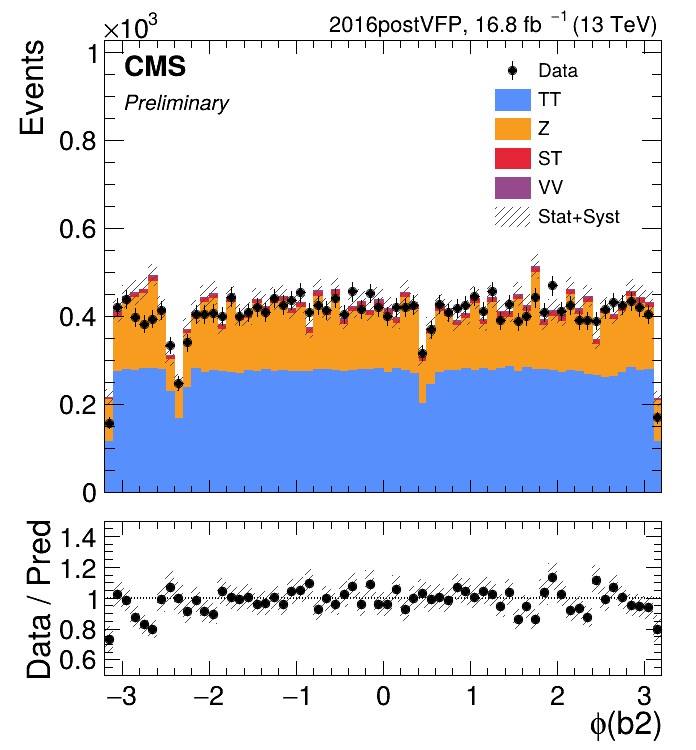 ×10³
2016postVFP, 16.8 fb ⁻¹ (13 TeV)
Events
1
0.8
0.6
0.4
0.2
0
CMS
Preliminary
Data
TT
Z
ST
VV
Stat+Syst
Data / Pred
1.4
1.2
1
0.8
0.6
−3 −2 −1 0 1 2 3
ϕ(b2)